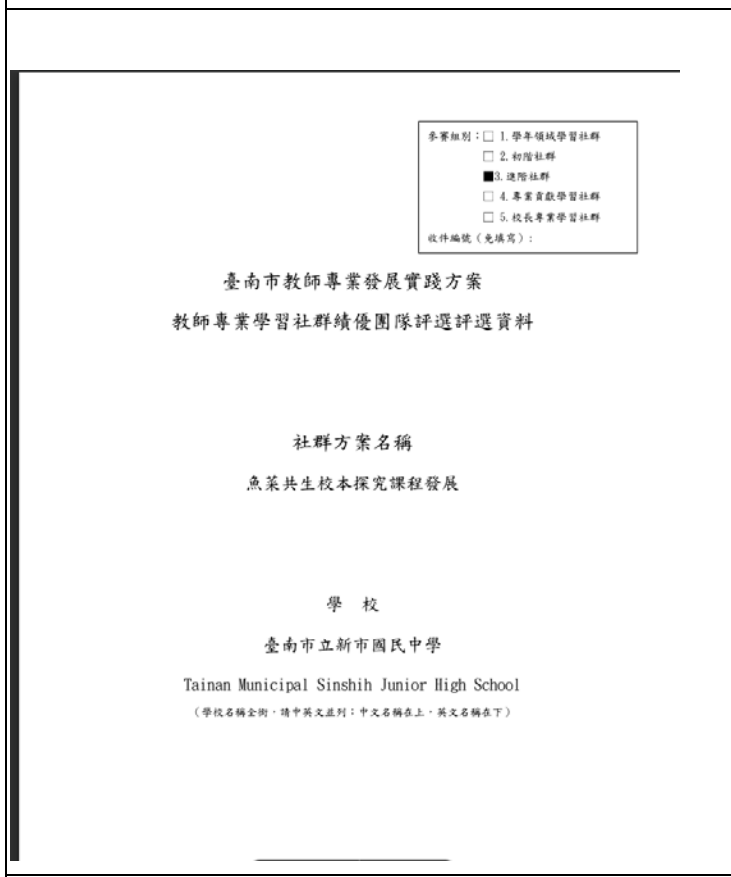 參賽組別：□ 1.學年領域學習社群
□ 2.初階社群
■3.進階社群
□ 4.專業貢獻學習社群
□ 5.校長專業學習社群
收件編號（免填寫）：
臺南市教師專業發展實踐方案
教師專業學習社群績優團隊評選評選資料
社群方案名稱
魚菜共生校本探究課程發展
學 校
臺南市立新市國民中學
Tainan Municipal Sinshih Junior High School
（學校名稱全銜，請中英文並列；中文名稱在上，英文名稱在下）